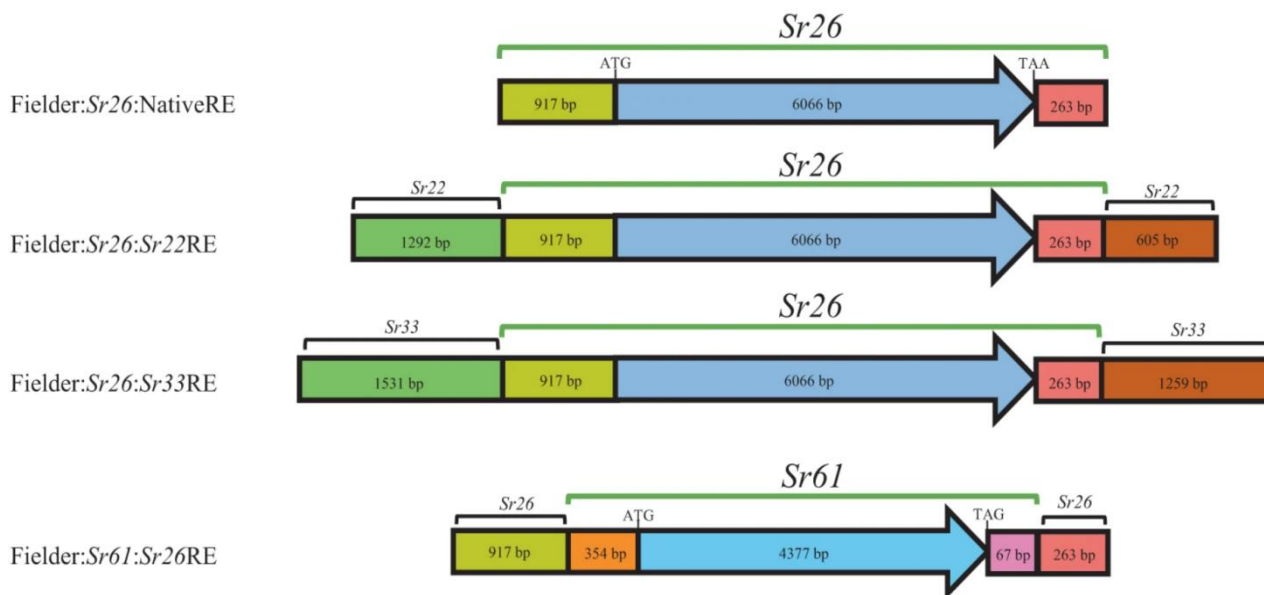 Sr26
ATG TAA
Fielder:Sr26:NativeRE 917 bp 6066 bp 263 bp
Sr26
Sr22 Sr22
Fielder:Sr26:Sr22RE 1292 bp 917 bp 6066 bp 263 bp 605 bp
Sr26
Sr33 Sr33
Fielder:Sr26:Sr33RE 1531 bp 917 bp 6066 bp 263 bp 1259 bp
Sr61
Sr26 ATG TAG Sr26
Fielder:Sr61:Sr26RE 917 bp 354 bp 4377 bp 67 bp 263 bp